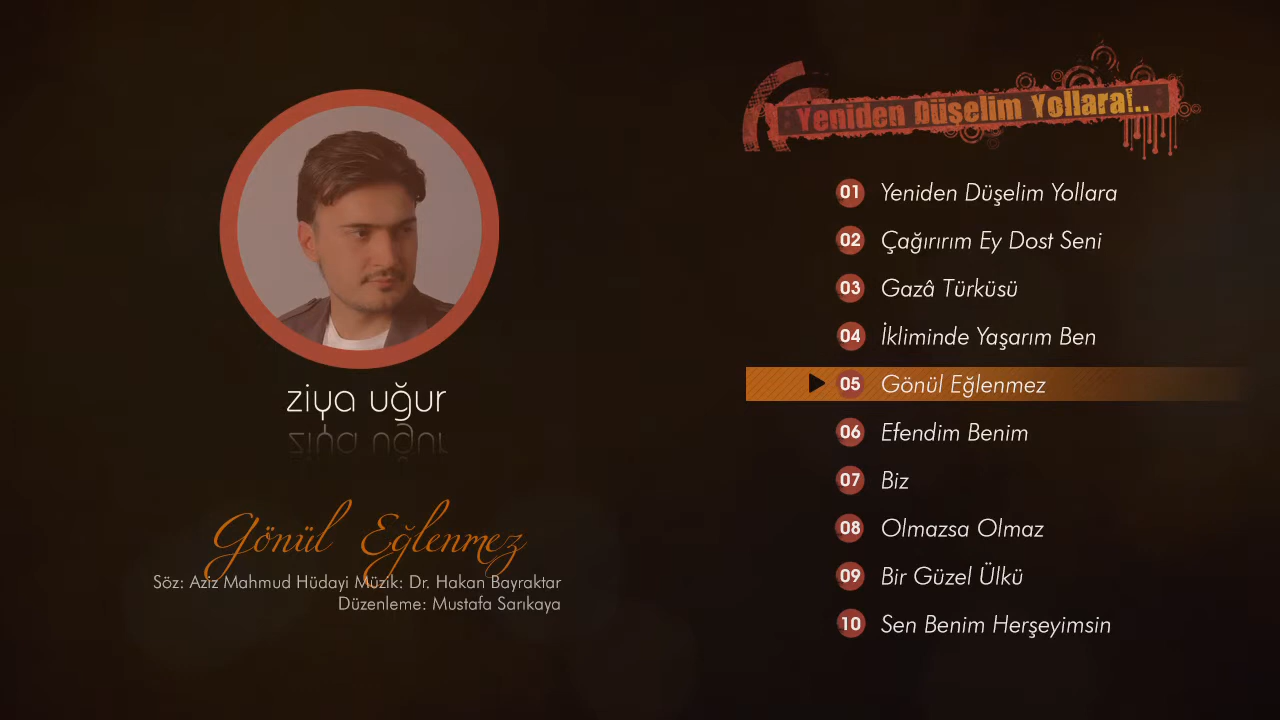 ziya uğur
Gönül Eğlenmez
Söz: Aziz Mahmud Hüdayi Müzik: Dr. Hakan Bayraktar
Düzenleme: Mustafa Sarıkaya
Yeniden Düşelim Yollara!..
01 Yeniden Düşelim Yollara
02 Çağırırım Ey Dost Seni
03 Gazâ Türküsü
04 İkliminde Yaşarım Ben
05 Gönül Eğlenmez
06 Efendim Benim
07 Biz
08 Olmazsa Olmaz
09 Bir Güzel Ülkü
10 Sen Benim Herşeyimsin